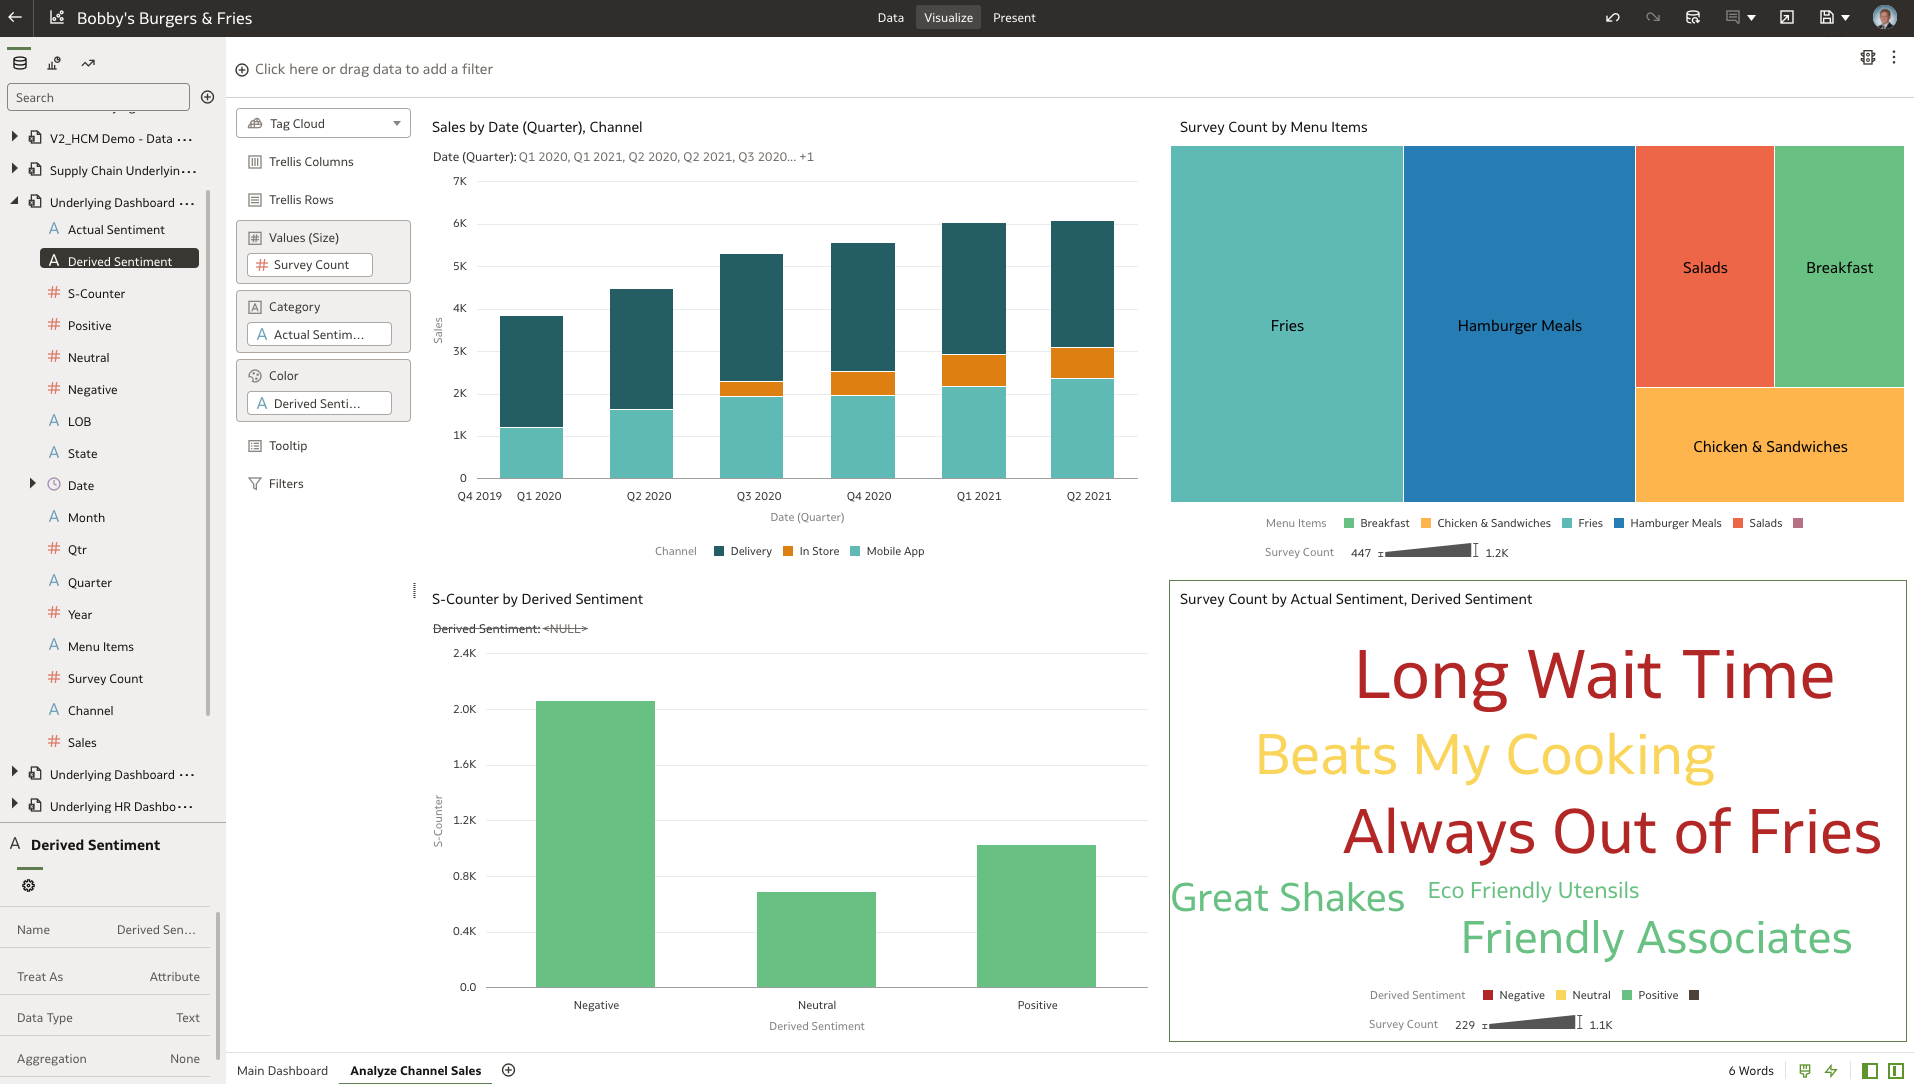 Bobby's Burgers & Fries
Data
Visualize
Present
Click here or drag data to add a filter
Search
V2_HCM Demo - Data ...
Supply Chain Underlyin...
Underlying Dashboard ...
Actual Sentiment
Derived Sentiment
S-Counter
Positive
Neutral
Negative
LOB
State
Date
Month
Qtr
Quarter
Year
Menu Items
Survey Count
Channel
Sales
Underlying Dashboard ...
Underlying HR Dashbo...
Derived Sentiment
Name Derived Sen...
Treat As Attribute
Data Type Text
Aggregation None
Tag Cloud
Trellis Columns
Trellis Rows
Values (Size)
Survey Count
Category
Actual Sentim...
Color
Derived Senti...
Tooltip
Filters
Sales by Date (Quarter), Channel
Date (Quarter): Q1 2020, Q1 2021, Q2 2020, Q2 2021, Q3 2020... +1
7K
6K
5K
4K
3K
2K
1K
0
Sales
Q4 2019 Q1 2020 Q2 2020 Q3 2020 Q4 2020 Q1 2021 Q2 2021
Date (Quarter)
Channel Delivery In Store Mobile App
Survey Count by Menu Items
Fries
Hamburger Meals
Salads
Breakfast
Chicken & Sandwiches
Menu Items Breakfast Chicken & Sandwiches Fries Hamburger Meals Salads
Survey Count 447 1.2K
S-Counter by Derived Sentiment
Derived Sentiment: <NULL>
2.4K
2.0K
1.6K
1.2K
0.8K
0.4K
0.0
S-Counter
Negative Neutral Positive
Derived Sentiment
Survey Count by Actual Sentiment, Derived Sentiment
Long Wait Time
Beats My Cooking
Always Out of Fries
Great Shakes
Eco Friendly Utensils
Friendly Associates
Derived Sentiment Negative Neutral Positive
Survey Count 229 1.1K
Main Dashboard
Analyze Channel Sales
6 Words